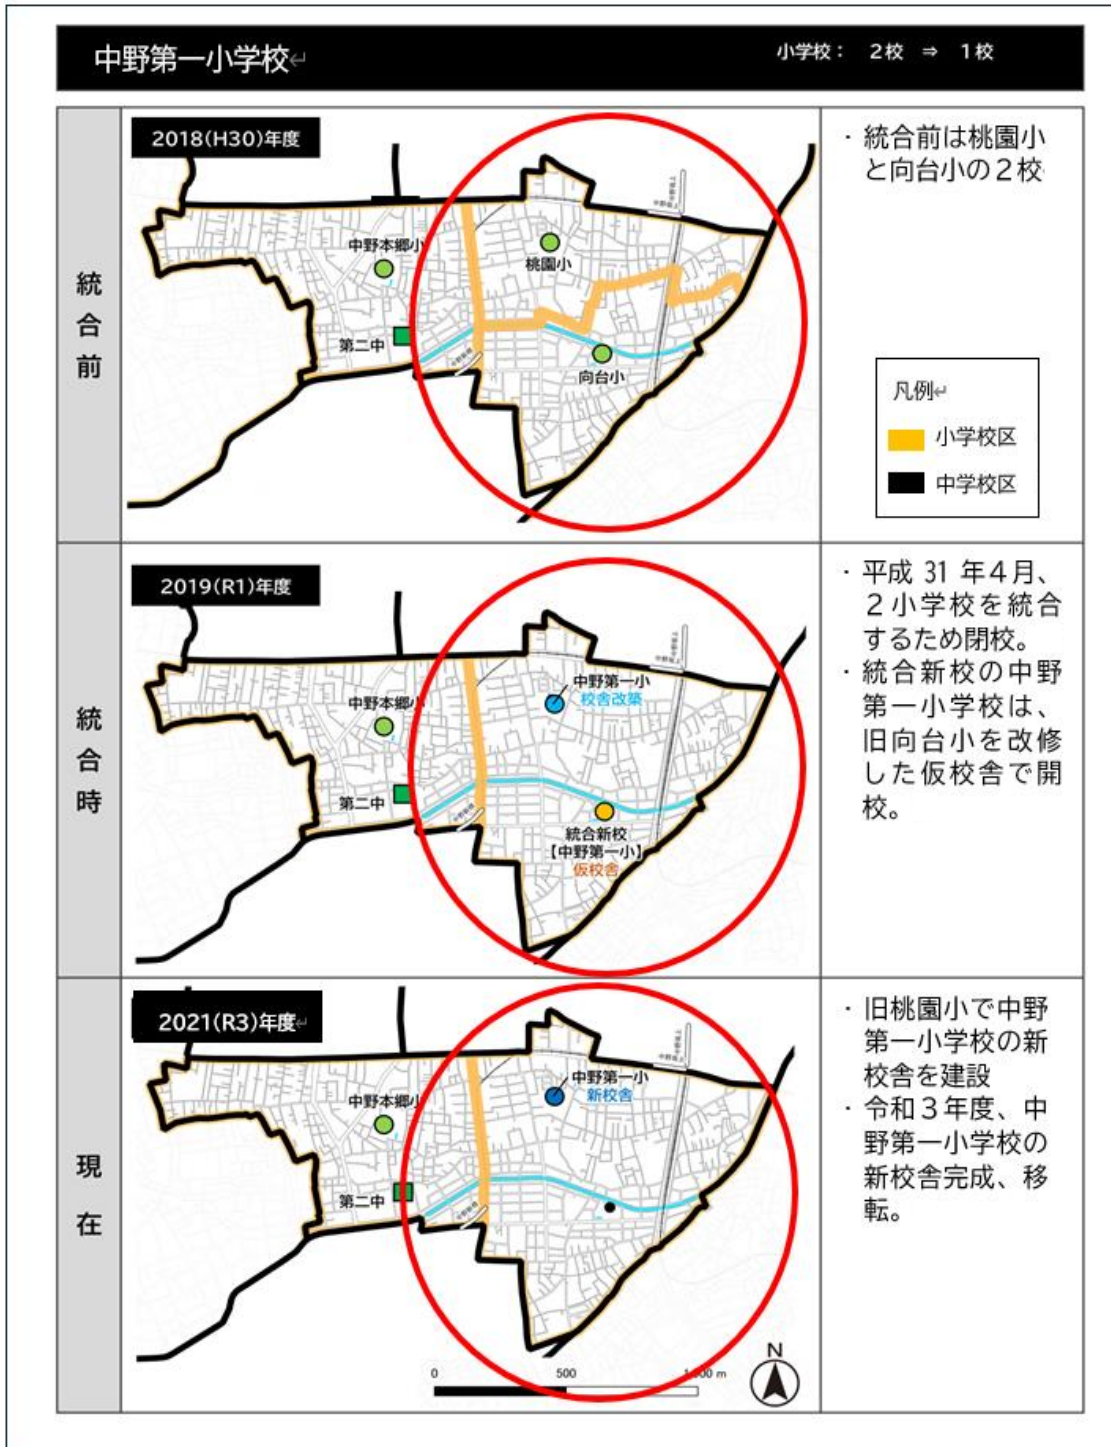 中野第一小学校↵
小学校： 2校 ⇒ 1校
統合前
2018(H30)年度
中野本郷小
桃園小
第二中
向台小
・統合前は桃園小
と向台小の２校
凡例↵
小学校区
中学校区
統合時
2019(R1)年度
中野第一小
校舎改築
中野本郷小
第二中
統合新校
【中野第一小】
仮校舎
・平成 31 年４月、
２小学校を統合
するため閉校。
・統合新校の中野
第一小学校は、
旧向台小を改修
した仮校舎で開
校。
現在
2021(R3)年度↵
中野第一小
新校舎
中野本郷小
第二中
N
0 500 1,000 m
・旧桃園小で中野
第一小学校の新
校舎を建設
・令和３年度、中
野第一小学校の
新校舎完成、移
転。